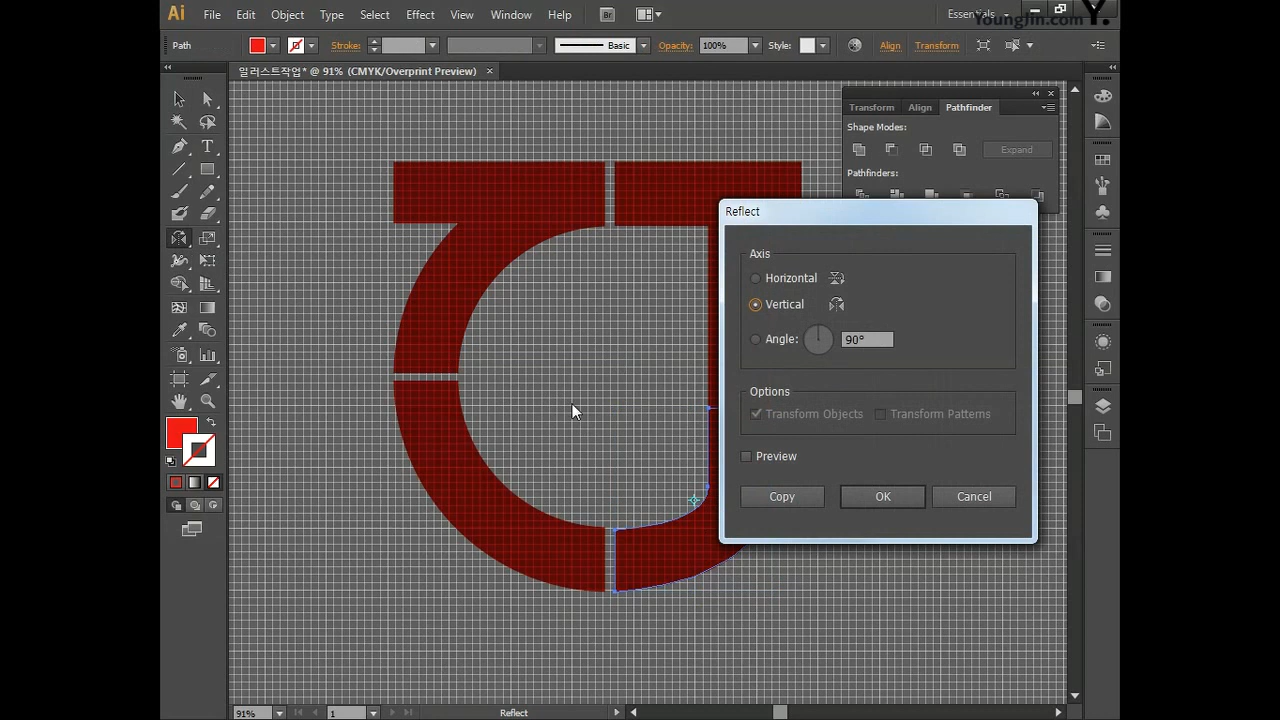 Ai File Edit Object Type Select Effect View Window Help Br Essentials
YoungJin.com Y.
Path Stroke: Basic Opacity: 100% Style: Align Transform
일러스트작업* @ 91% (CMYK/Overprint Preview) ×
Transform Align Pathfinder
Shape Modes:
Expand
Pathfinders:
Reflect
Axis
Horizontal
Vertical
Angle: 90°
Options
Transform Objects Transform Patterns
Preview
Copy OK Cancel
T
91% 1 Reflect